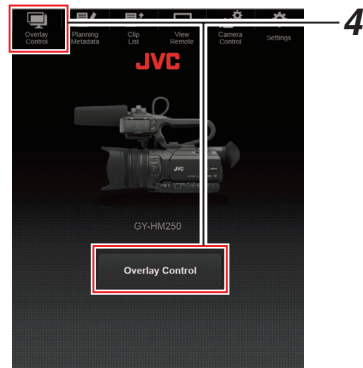 4
Overlay Control
Planning Metadata
Clip List
View Remote
Camera Control
Settings
JVC
JVC
GY-HM250
Overlay Control